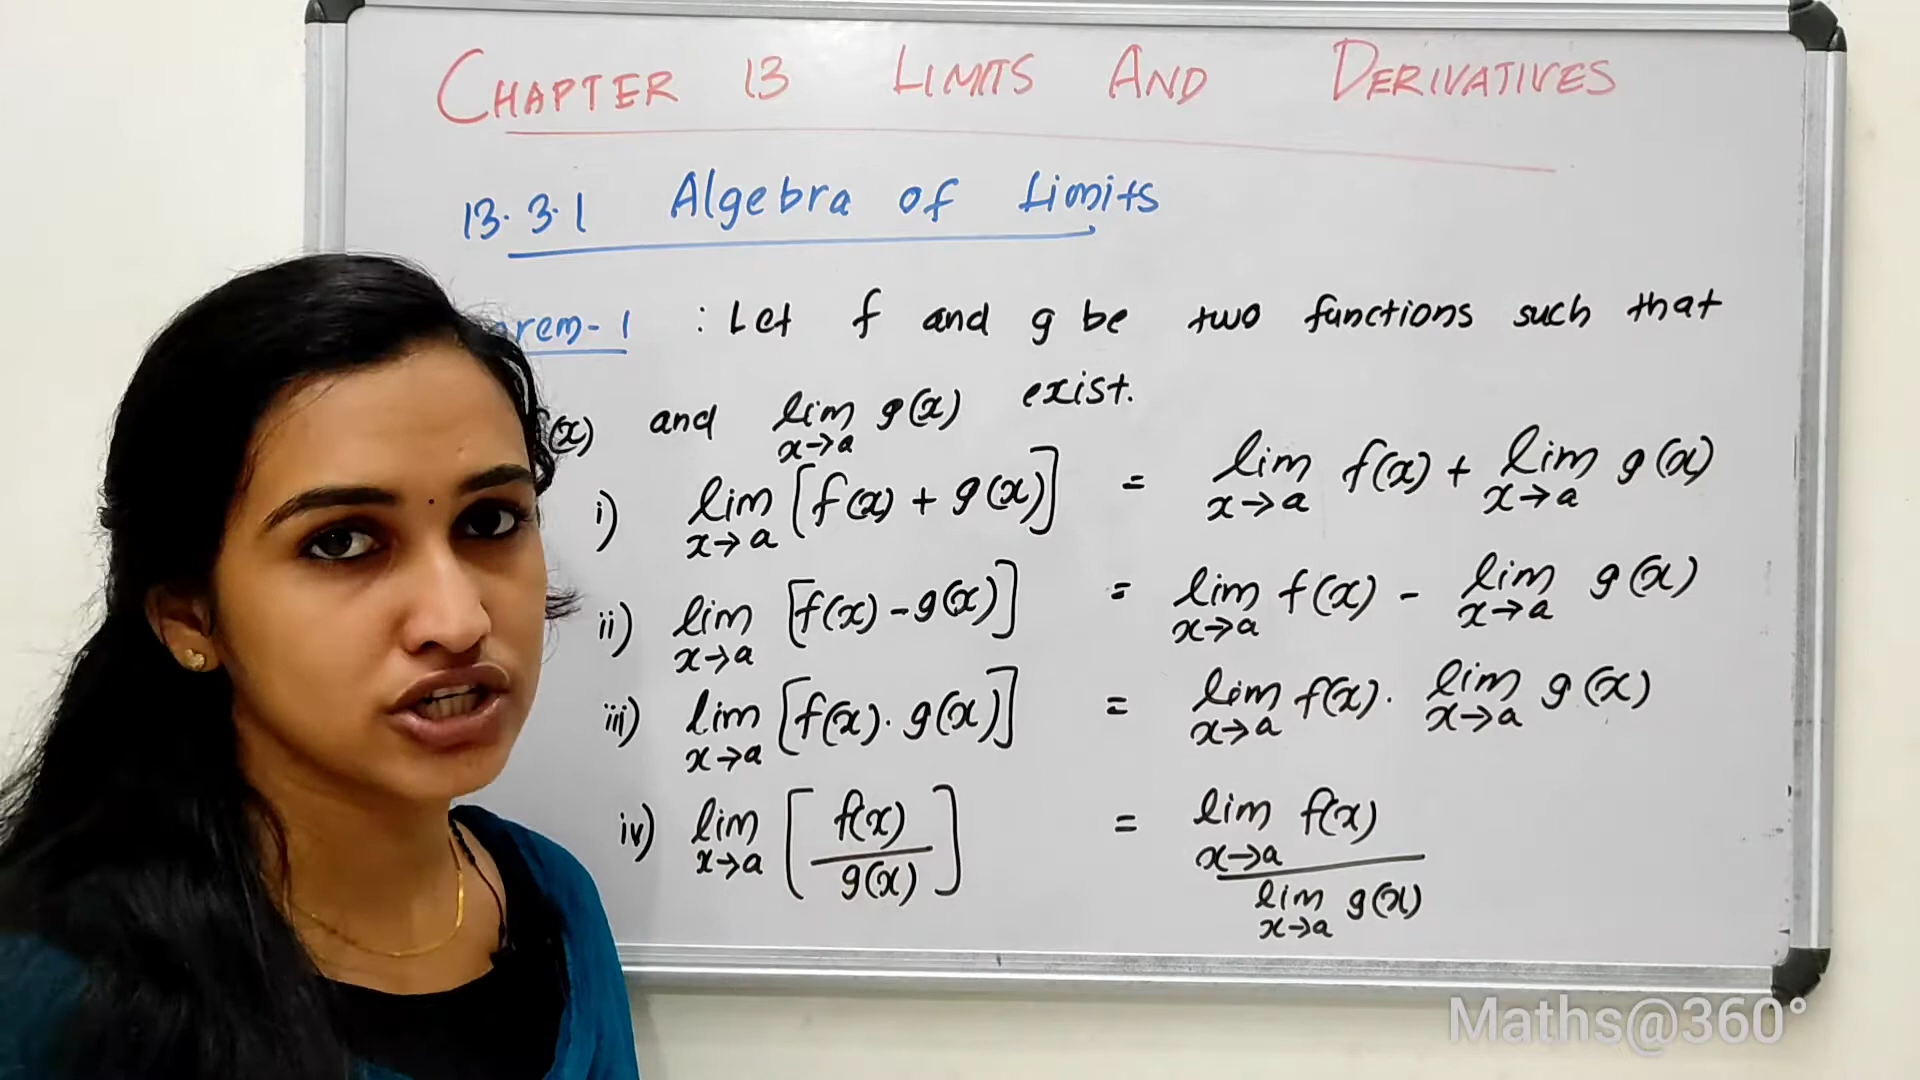 CHAPTER 13 LIMITS AND DERIVATIVES
13.3.1 Algebra of Limits
orem-1 : Let f and g be two functions such that
(x) and lim x→a g(x) exist.
i) lim x→a [f(x) + g(x)] = lim x→a f(x) + lim x→a g(x)
ii) lim x→a [f(x) - g(x)] = lim x→a f(x) - lim x→a g(x)
iii) lim x→a [f(x) . g(x)] = lim x→a f(x) . lim x→a g(x)
iv) lim x→a [f(x) / g(x)] = lim x→a f(x) / lim x→a g(x)
Maths@360°